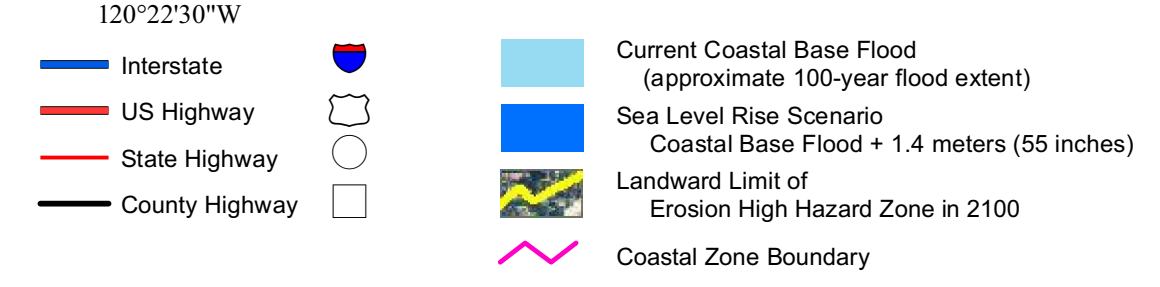 120°22'30"W
Interstate
US Highway
State Highway
County Highway
Current Coastal Base Flood
(approximate 100-year flood extent)
Sea Level Rise Scenario
Coastal Base Flood + 1.4 meters (55 inches)
Landward Limit of
Erosion High Hazard Zone in 2100
Coastal Zone Boundary